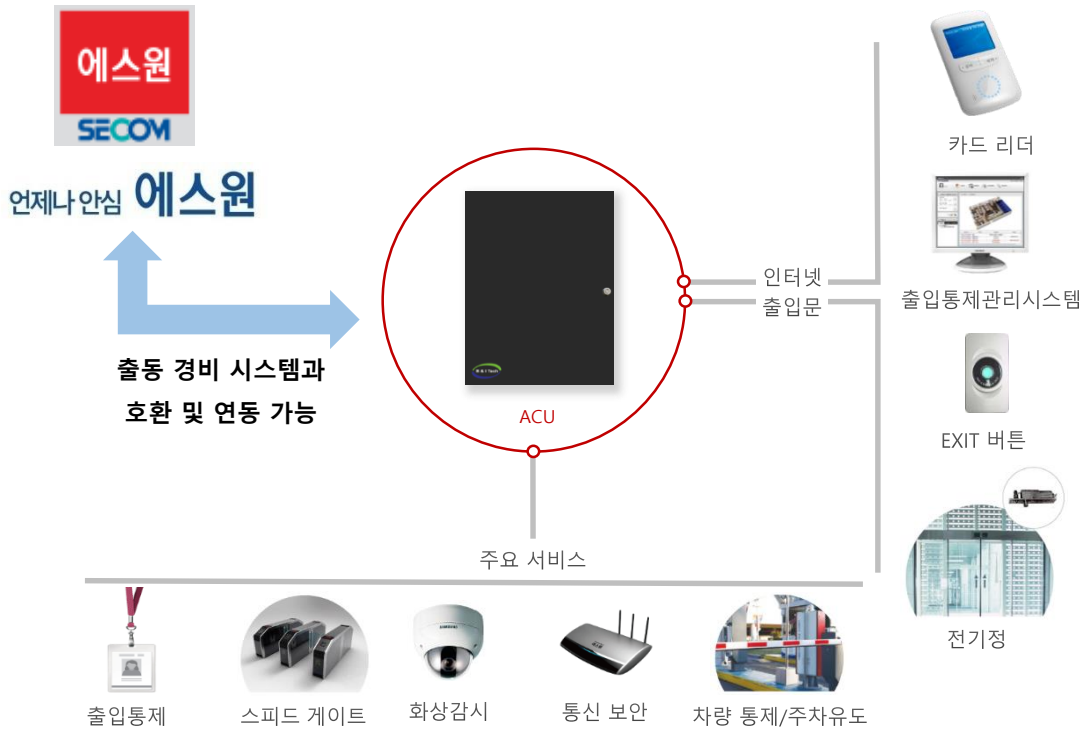 에스원
SECOM
언제나 안심 에스원
출동 경비 시스템과
호환 및 연동 가능
ACU
인터넷
출입문
카드 리더
출입통제관리시스템
EXIT 버튼
전기정
주요 서비스
출입통제
스피드 게이트
SAMSUNG
화상감시
통신 보안
차량 통제/주차유도